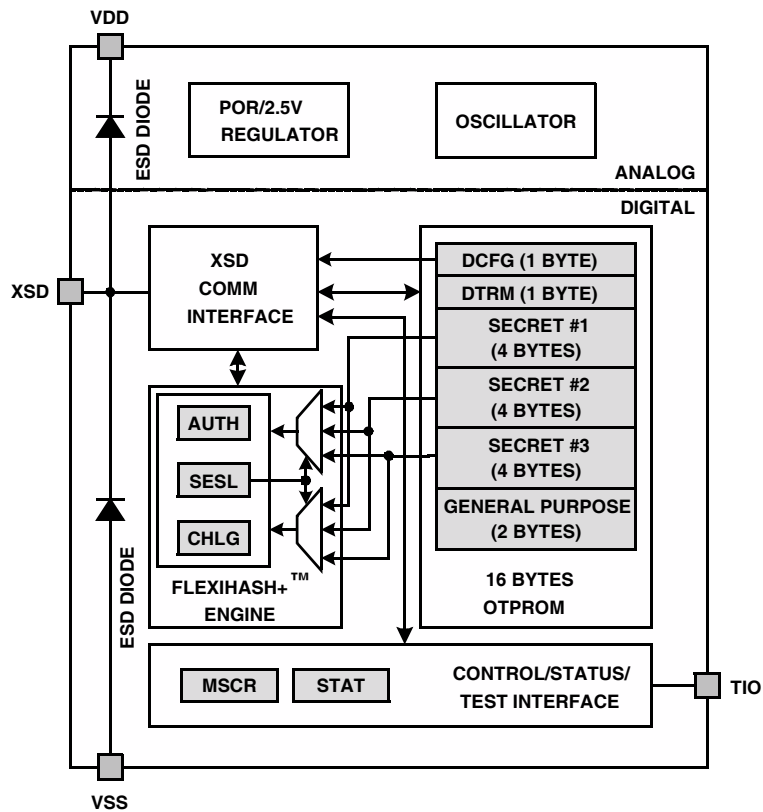 VDD
ESD DIODE
POR/2.5V
REGULATOR
OSCILLATOR
ANALOG
DIGITAL
XSD
XSD
COMM
INTERFACE
DCFG (1 BYTE)
DTRM (1 BYTE)
SECRET #1
(4 BYTES)
SECRET #2
(4 BYTES)
SECRET #3
(4 BYTES)
GENERAL PURPOSE
(2 BYTES)
16 BYTES
OTPROM
AUTH
SESL
CHLG
FLEXIHASH+™
ENGINE
ESD DIODE
MSCR
STAT
CONTROL/STATUS/
TEST INTERFACE
TIO
VSS